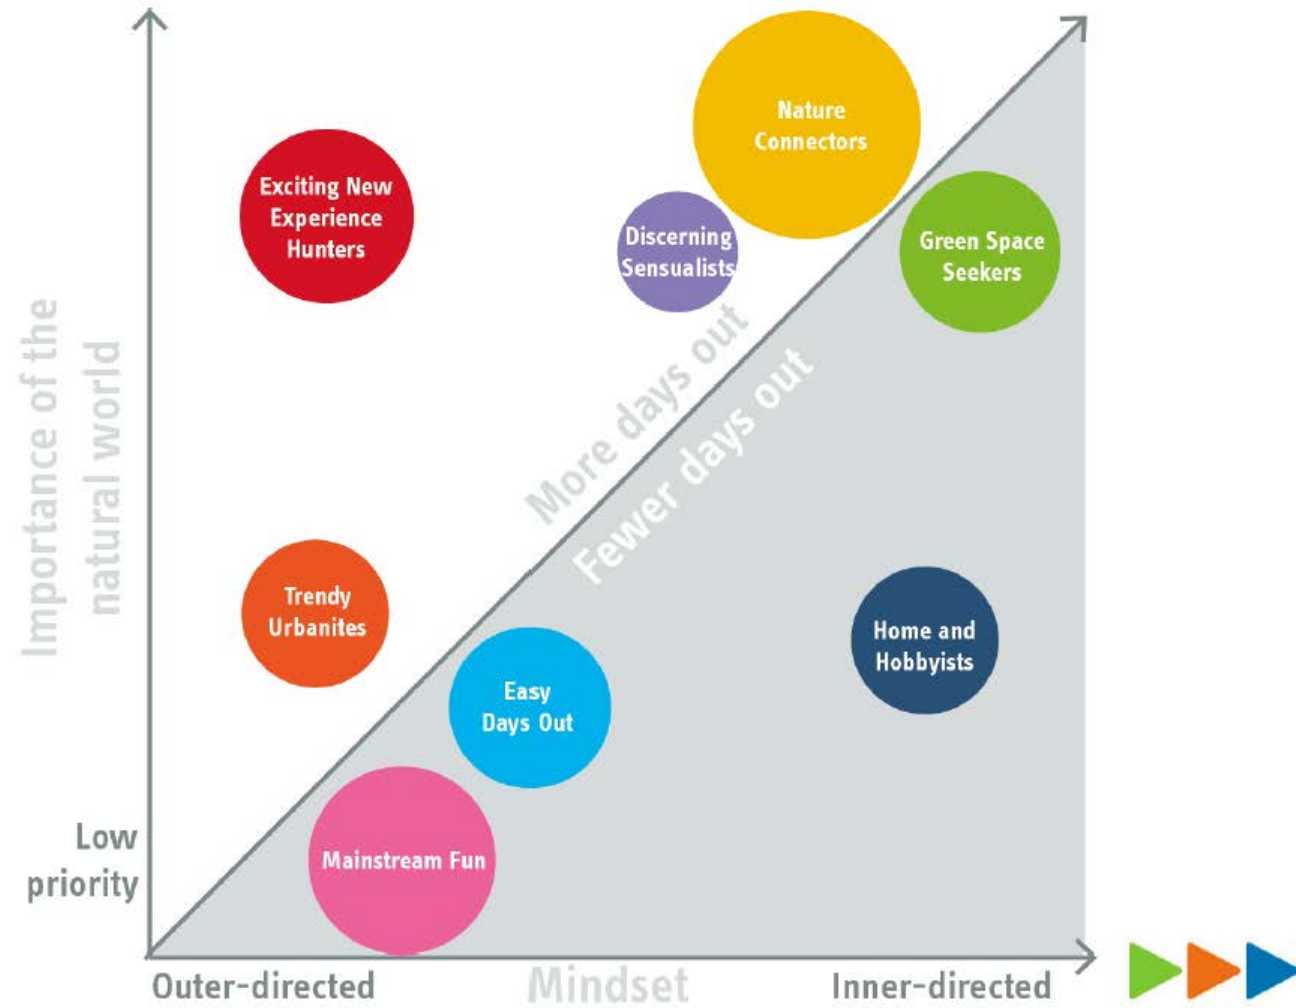 Nature
Connectors
Exciting New
Experience
Hunters
Discerning
Sensualists
Green Space
Seekers
Importance of the
natural world
More days out
Fewer days out
Trendy
Urbanites
Home and
Hobbyists
Easy
Days Out
Low
priority
Mainstream Fun
Outer-directed
Mindset
Inner-directed